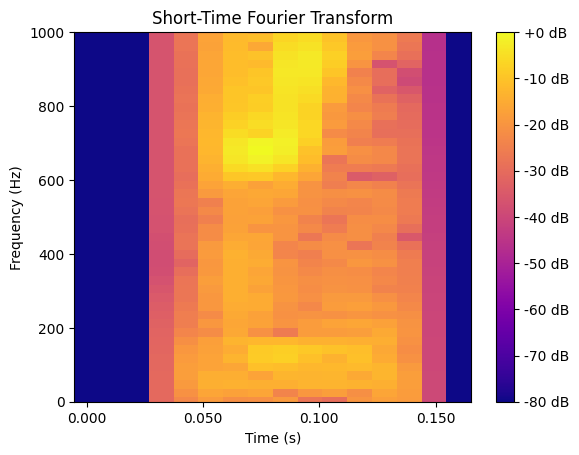 Short-Time Fourier Transform
1000
800
600
400
200
0
Frequency (Hz)
0.000
0.050
0.100
0.150
Time (s)
+0 dB
-10 dB
-20 dB
-30 dB
-40 dB
-50 dB
-60 dB
-70 dB
-80 dB